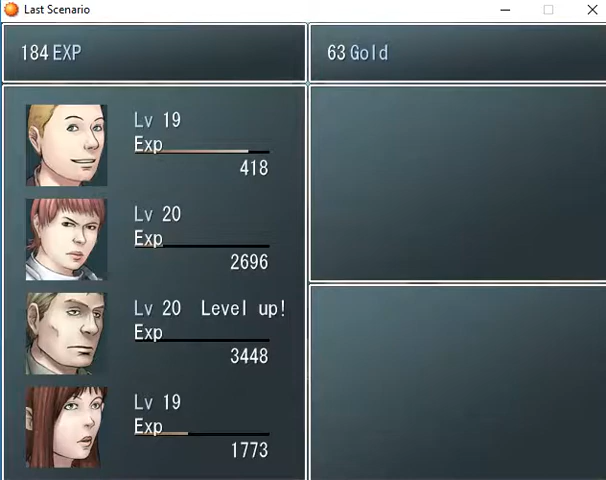 Last Scenario
184 EXP
63 Gold
Lv 19
Exp
418
Lv 20
Exp
2696
Lv 20 Level up!
Exp
3448
Lv 19
Exp
1773